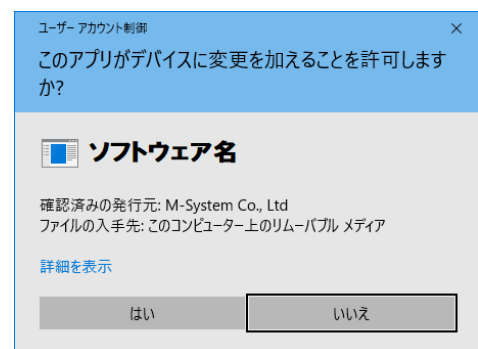 ユーザー アカウント制御
このアプリがデバイスに変更を加えることを許可します
か?
ソフトウェア名
確認済みの発行元: M-System Co., Ltd
ファイルの入手先: このコンピューター上のリムーバブル メディア
詳細を表示
はい
いいえ